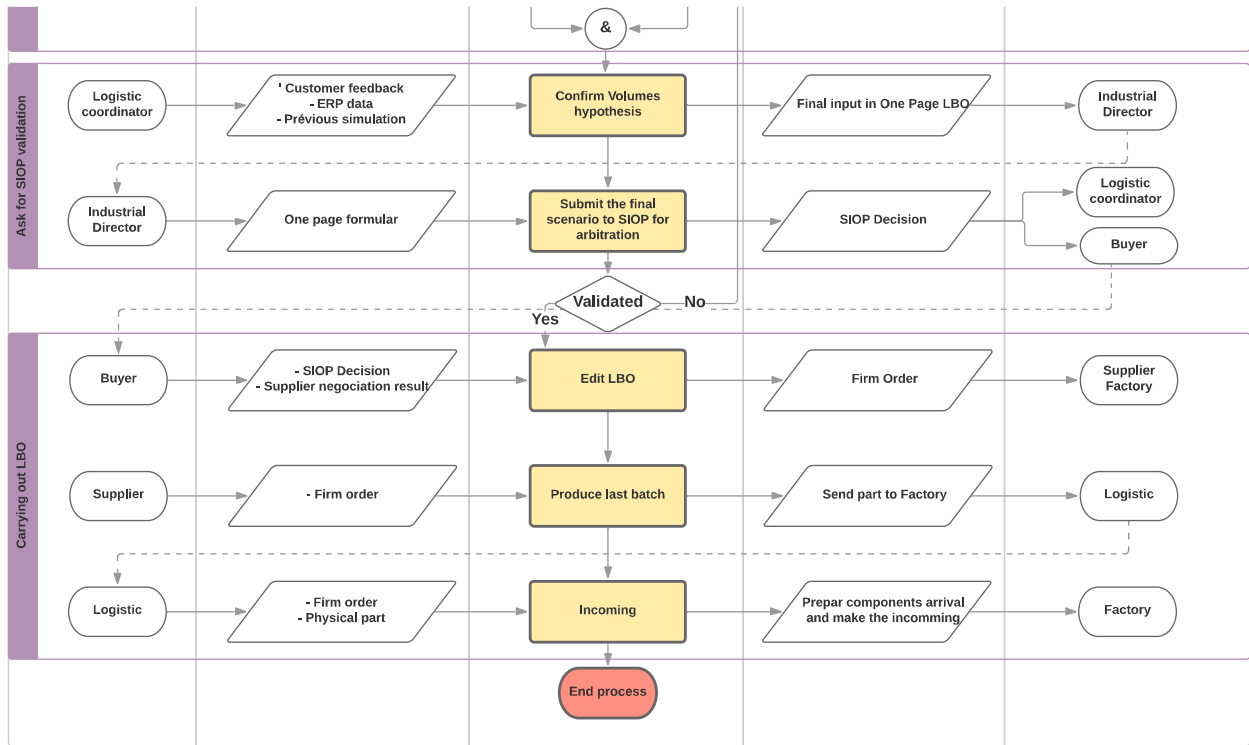 &
Ask for SIOP validation
Logistic
coordinator
' Customer feedback
- ERP data
- Prévious simulation
Confirm Volumes
hypothesis
Final input in One Page LBO
Industrial
Director
Industrial
Director
One page formular
Submit the final
scenario to SIOP for
arbitration
SIOP Decision
Logistic
coordinator
Buyer
Validated
No
Yes
Carrying out LBO
Buyer
- SIOP Decision
- Supplier negociation result
Edit LBO
Firm Order
Supplier
Factory
Supplier
- Firm order
Produce last batch
Send part to Factory
Logistic
Logistic
- Firm order
- Physical part
Incoming
Prepar components arrival
and make the incomming
Factory
End process